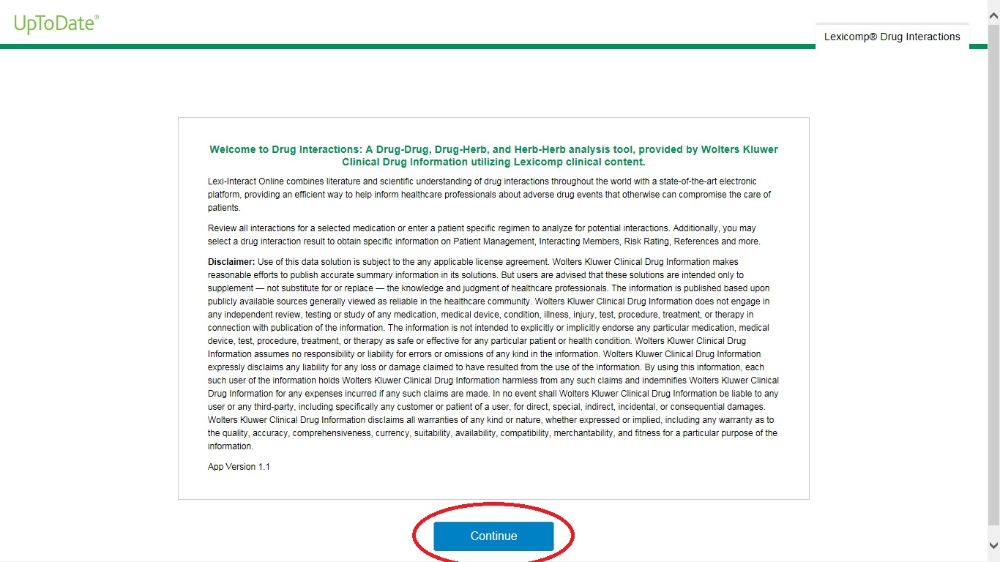 UpToDate®
Lexicomp® Drug Interactions
Welcome to Drug Interactions: A Drug-Drug, Drug-Herb, and Herb-Herb analysis tool, provided by Wolters Kluwer
Clinical Drug Information utilizing Lexicomp clinical content.
Lexi-Interact Online combines literature and scientific understanding of drug interactions throughout the world with a state-of-the-art electronic
platform, providing an efficient way to help inform healthcare professionals about adverse drug events that otherwise can compromise the care of
patients.
Review all interactions for a selected medication or enter a patient specific regimen to analyze for potential interactions. Additionally, you may
select a drug interaction result to obtain specific information on Patient Management, Interacting Members, Risk Rating, References and more.
Disclaimer: Use of this data solution is subject to the any applicable license agreement. Wolters Kluwer Clinical Drug Information makes
reasonable efforts to publish accurate summary information in its solutions. But users are advised that these solutions are intended only to
supplement — not substitute for or replace — the knowledge and judgment of healthcare professionals. The information is published based upon
publicly available sources generally viewed as reliable in the healthcare community. Wolters Kluwer Clinical Drug Information does not engage in
any independent review, testing or study of any medication, medical device, condition, illness, injury, test, procedure, treatment, or therapy in
connection with publication of the information. The information is not intended to explicitly or implicitly endorse any particular medication, medical
device, test, procedure, treatment, or therapy as safe or effective for any particular patient or health condition. Wolters Kluwer Clinical Drug
Information assumes no responsibility or liability for errors or omissions of any kind in the information. Wolters Kluwer Clinical Drug Information
expressly disclaims any liability for any loss or damage claimed to have resulted from the use of the information. By using this information, each
such user of the information holds Wolters Kluwer Clinical Drug Information harmless from any such claims and indemnifies Wolters Kluwer Clinical
Drug Information for any expenses incurred if any such claims are made. In no event shall Wolters Kluwer Clinical Drug Information be liable to any
user or any third-party, including specifically any customer or patient of a user, for direct, special, indirect, incidental, or consequential damages.
Wolters Kluwer Clinical Drug Information disclaims all warranties of any kind or nature, whether expressed or implied, including any warranty as to
the quality, accuracy, comprehensiveness, currency, suitability, availability, compatibility, merchantability, and fitness for a particular purpose of the
information.
App Version 1.1
Continue